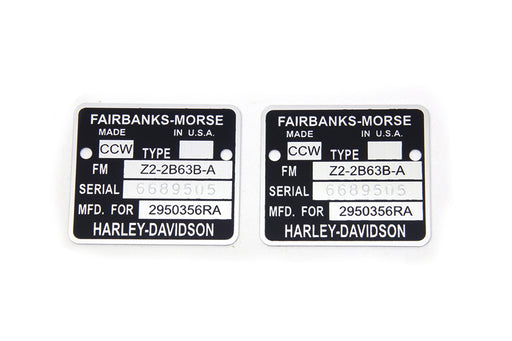 FAIRBANKS-MORSE
MADE IN U.S.A.
CCW TYPE
FM Z2-2B63B-A
SERIAL 6689505
MFD. FOR 2950356RA
HARLEY-DAVIDSON
FAIRBANKS-MORSE
MADE IN U.S.A.
CCW TYPE
FM Z2-2B63B-A
SERIAL 6689505
MFD. FOR 2950356RA
HARLEY-DAVIDSON